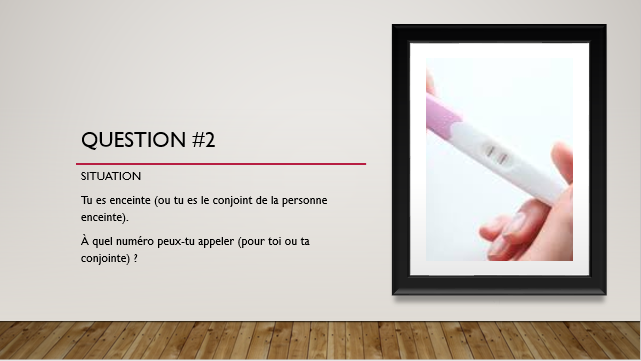 QUESTION #2
SITUATION
Tu es enceinte (ou tu es le conjoint de la personne
enceinte).
À quel numéro peux-tu appeler (pour toi ou ta
conjointe) ?